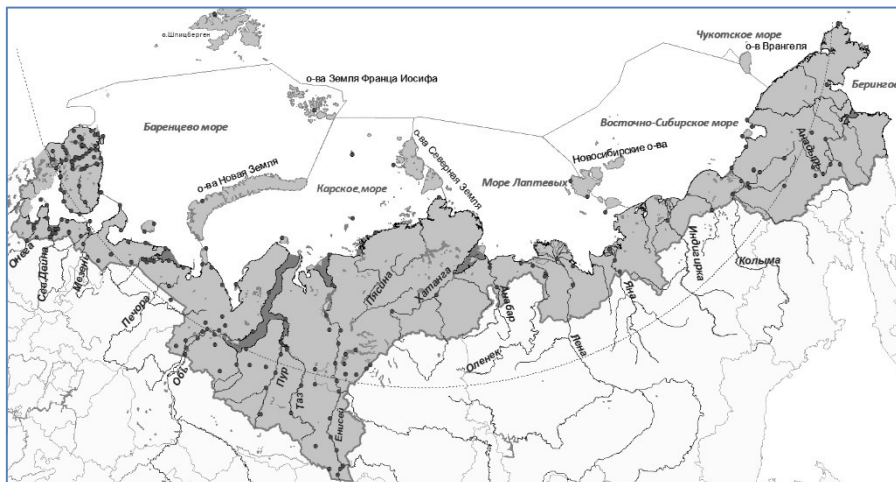 о.Шпицберген
Чукотское море
о-в Врангеля
о-ва Земля Франца Иосифа
Берингов
Баренцево море
Восточно-Сибирское море
о-ва Северная Земля
Новосибирские о-ва
Анадырь
о-ва Новая Земля
Карское море
Море Лаптевых
Онега
Сев.Двина
Мезень
Печора
Пясина
Хатанга
Анабар
Индигирка
Колыма
Яна
Оленек
Лена
Обь
Пур
Таз
Енисей